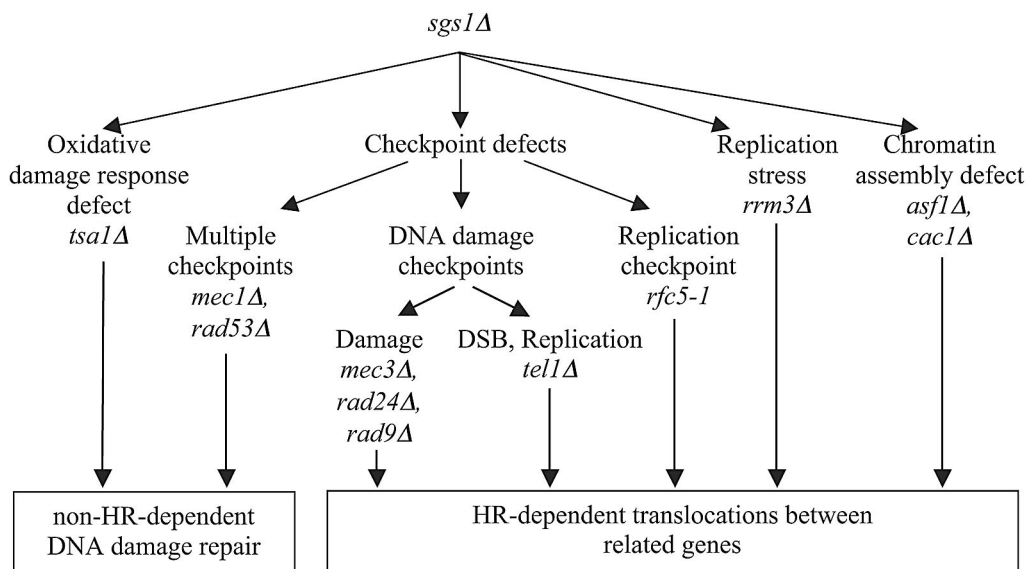 sgs1Δ
Oxidative
damage response
defect
tsa1Δ
Checkpoint defects
Replication
stress
rrm3Δ
Chromatin
assembly defect
asf1Δ,
cac1Δ
Multiple
checkpoints
mec1Δ,
rad53Δ
DNA damage
checkpoints
Replication
checkpoint
rfc5-1
Damage
mec3Δ,
rad24Δ,
rad9Δ
DSB, Replication
tel1Δ
non-HR-dependent
DNA damage repair
HR-dependent translocations between
related genes